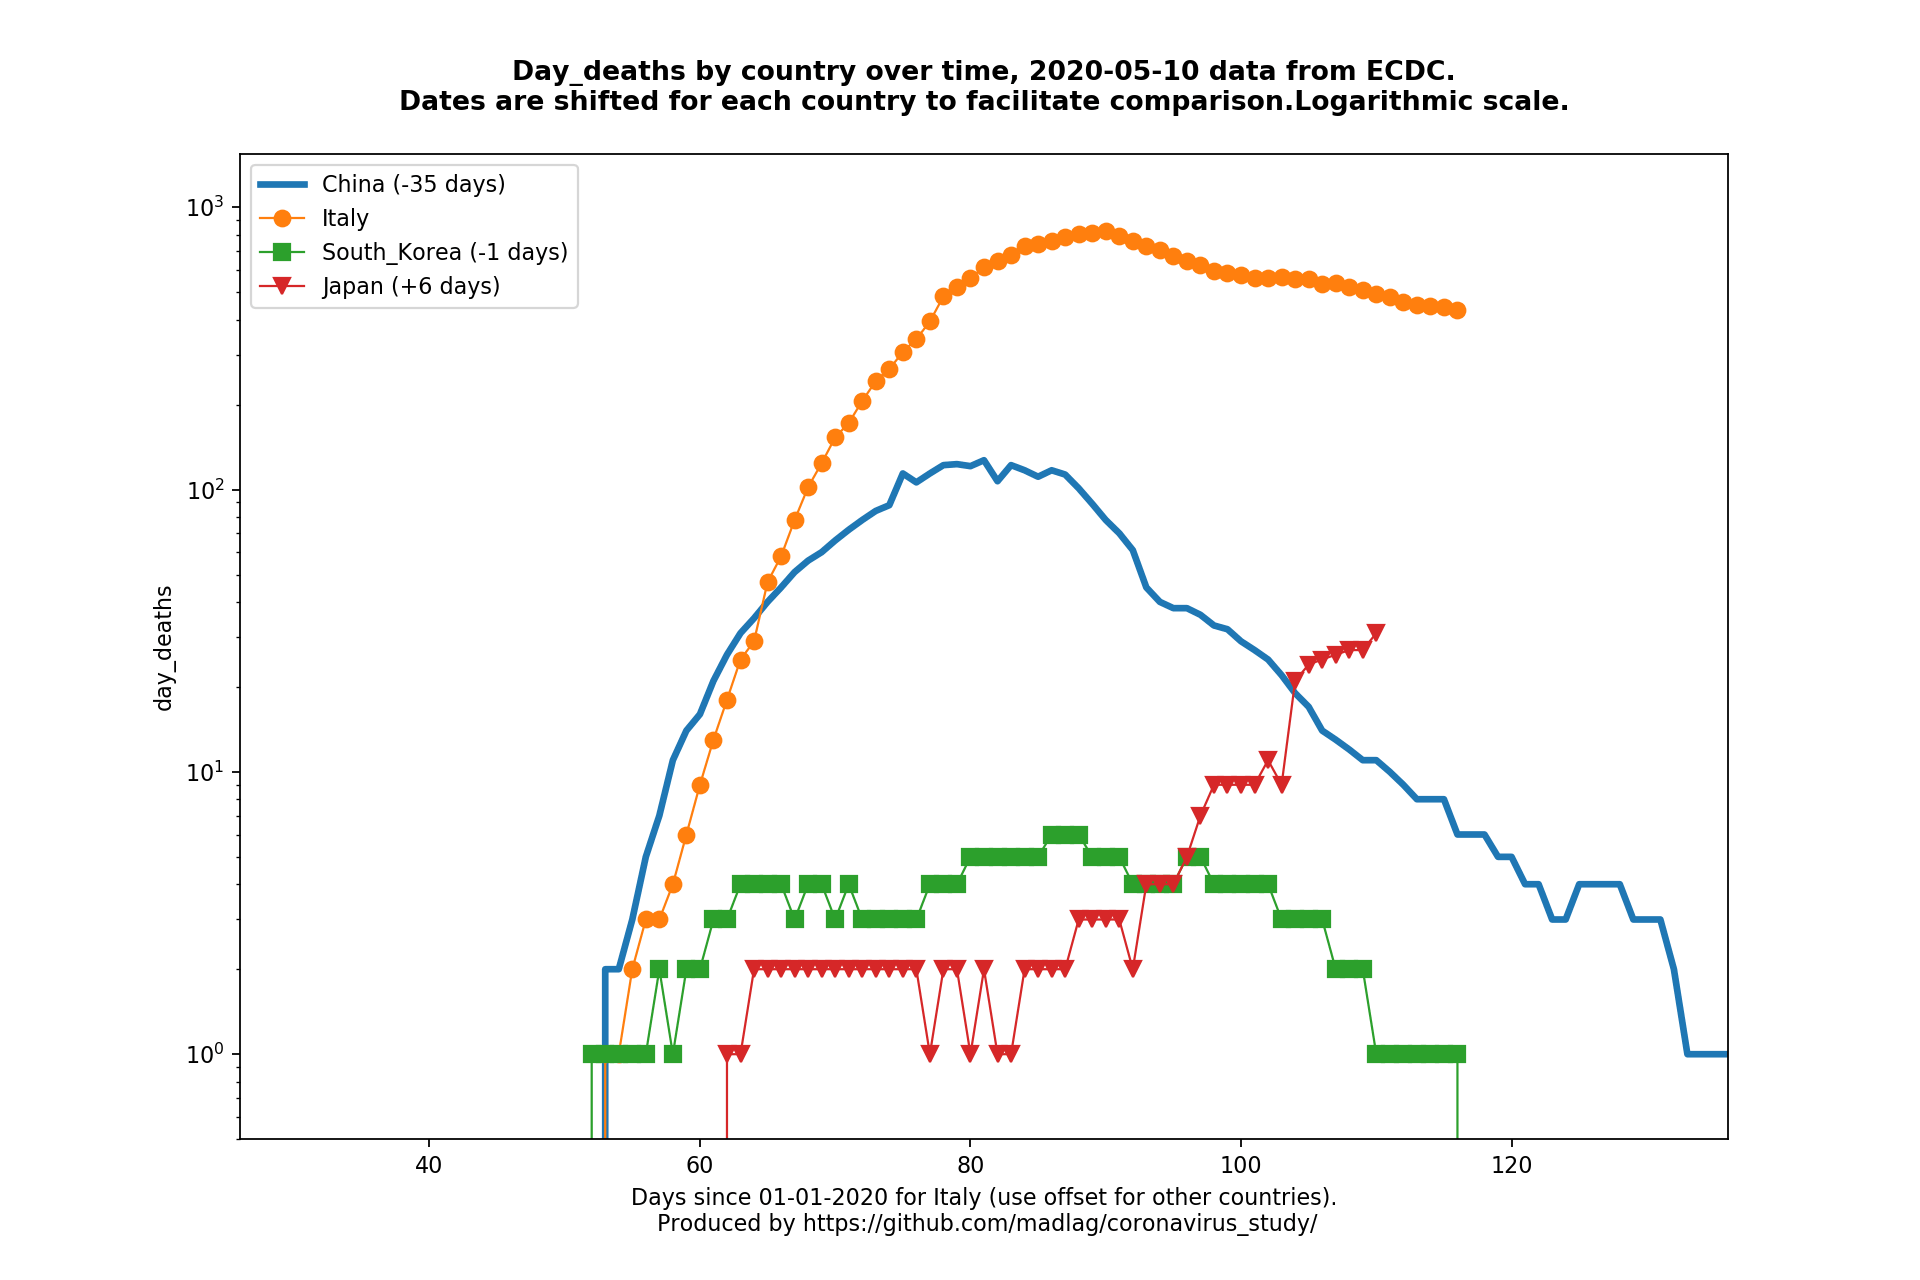 Day_deaths by country over time, 2020-05-10 data from ECDC.
Dates are shifted for each country to facilitate comparison.Logarithmic scale.
China (-35 days)
Italy
South_Korea (-1 days)
Japan (+6 days)
10³
10²
10¹
10⁰
day_deaths
40 60 80 100 120
Days since 01-01-2020 for Italy (use offset for other countries).
Produced by https://github.com/madlag/coronavirus_study/